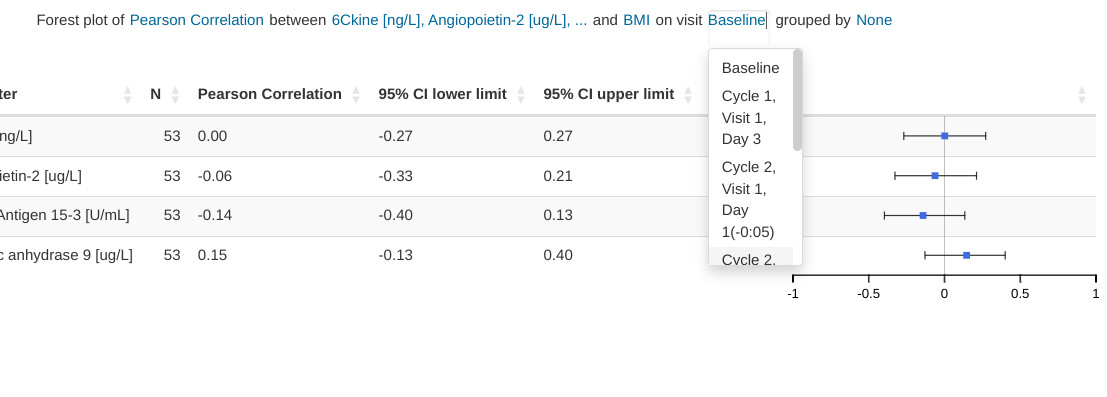 Forest plot of Pearson Correlation between 6Ckine [ng/L], Angiopoietin-2 [ug/L], ... and BMI on visit Baseline grouped by None
ter N Pearson Correlation 95% CI lower limit 95% CI upper limit
ng/L] 53 0.00 -0.27 0.27
ietin-2 [ug/L] 53 -0.06 -0.33 0.21
Antigen 15-3 [U/mL] 53 -0.14 -0.40 0.13
c anhydrase 9 [ug/L] 53 0.15 -0.13 0.40
Baseline
Cycle 1,
Visit 1,
Day 3
Cycle 2,
Visit 1,
Day
1(-0:05)
Cycle 2,
-1 -0.5 0 0.5 1